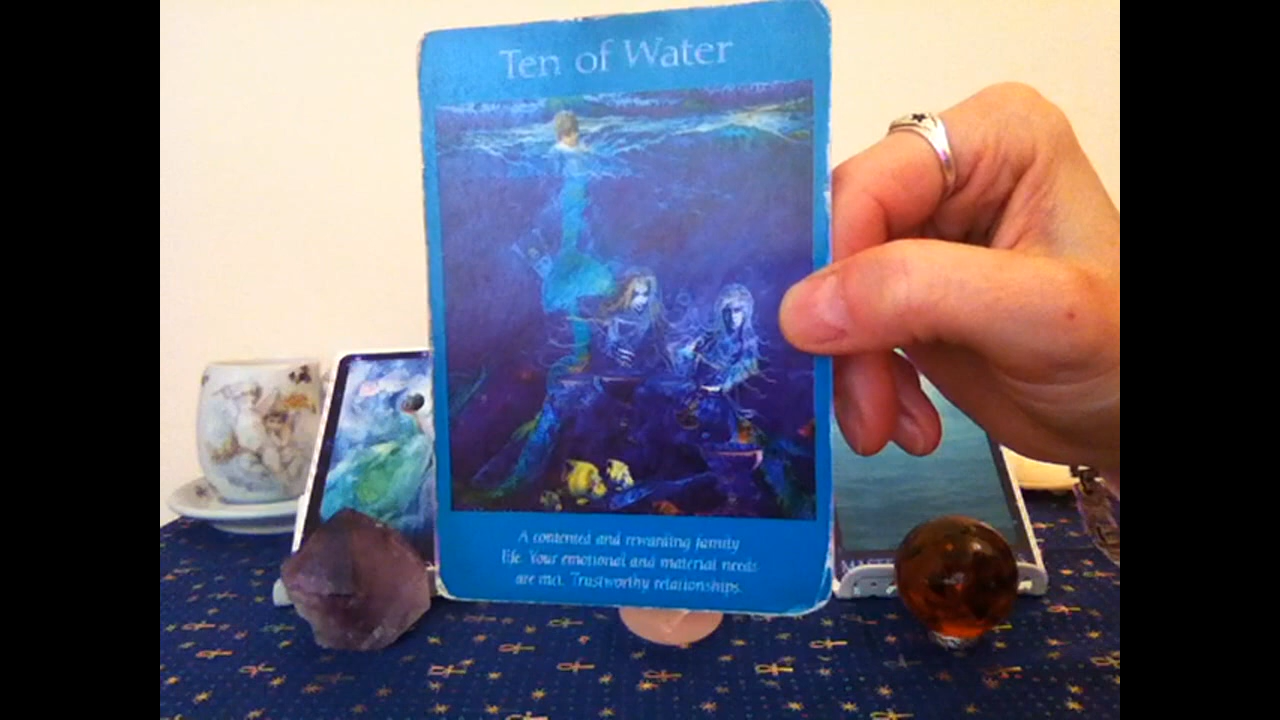 Ten of Water
A contented and rewarding family
life. Your emotional and material needs
are met. Trustworthy relationships.